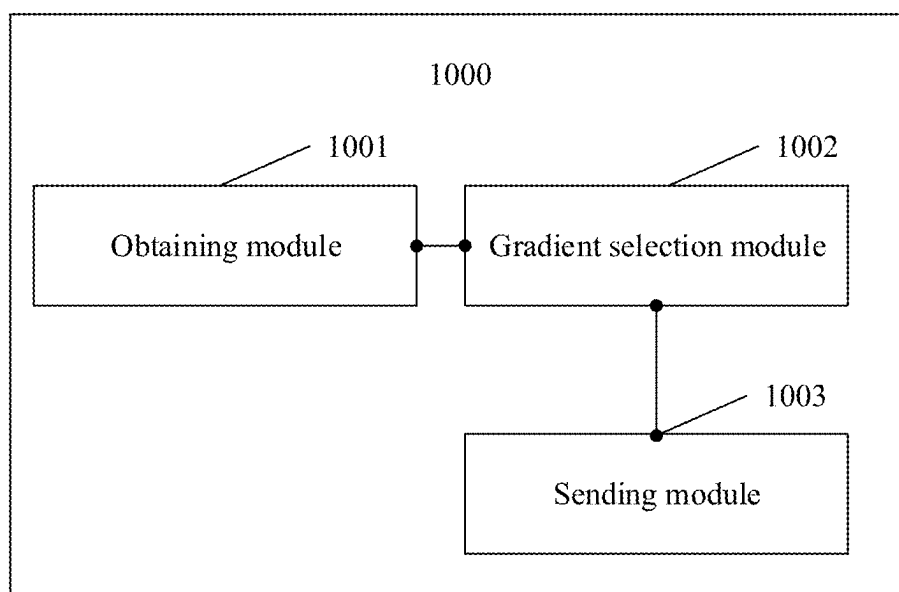 1000
1001
1002
Obtaining module
Gradient selection module
1003
Sending module